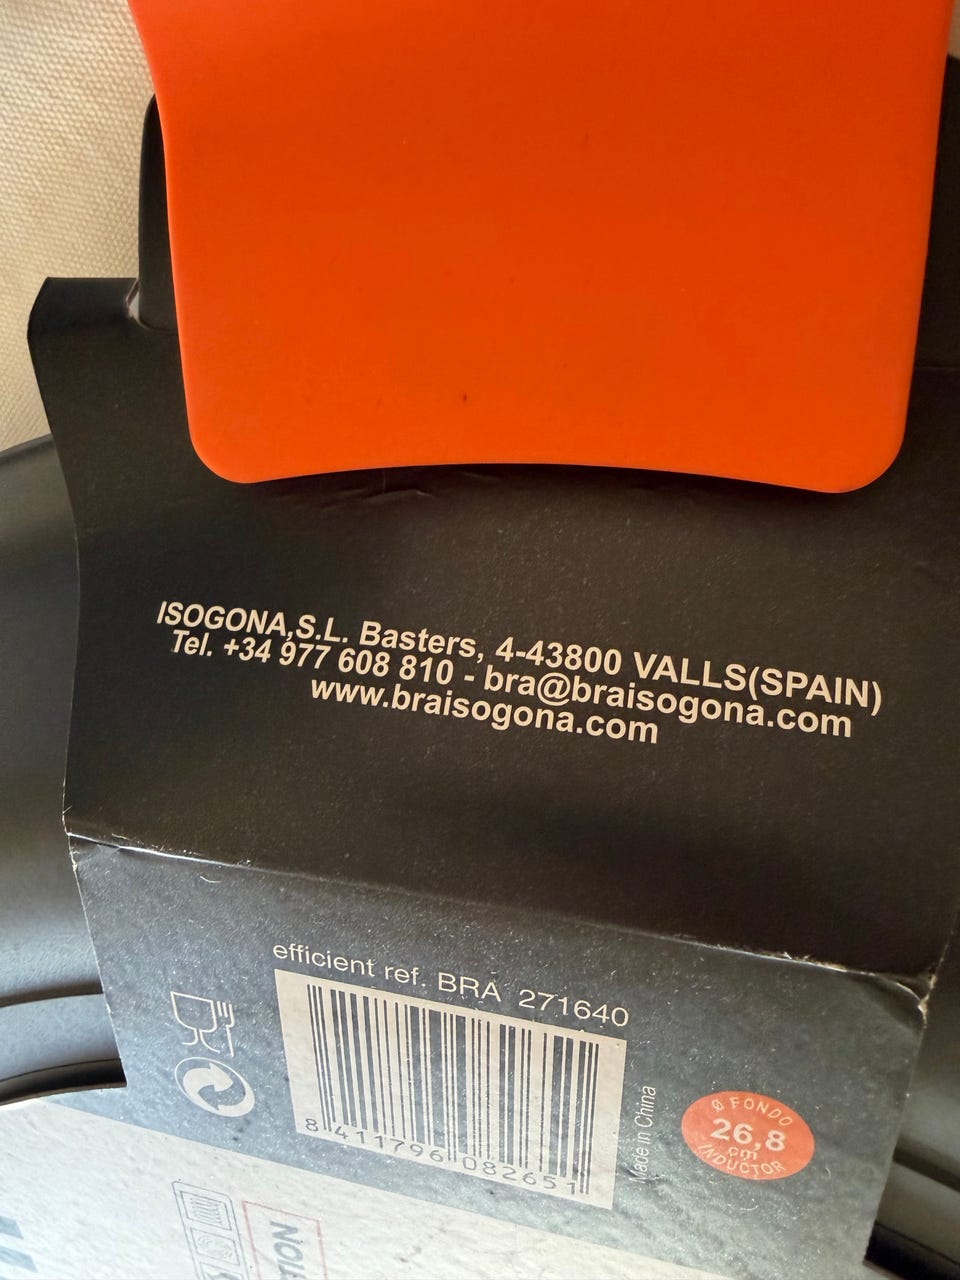 ISOGONA,S.L. Basters, 4-43800 VALLS(SPAIN)
Tel. +34 977 608 810 - bra@braisogona.com
www.braisogona.com
efficient ref. BRA 271640
8 411796 082651
Made in China
Ø FONDO
26,8
cm
INDUCTOR